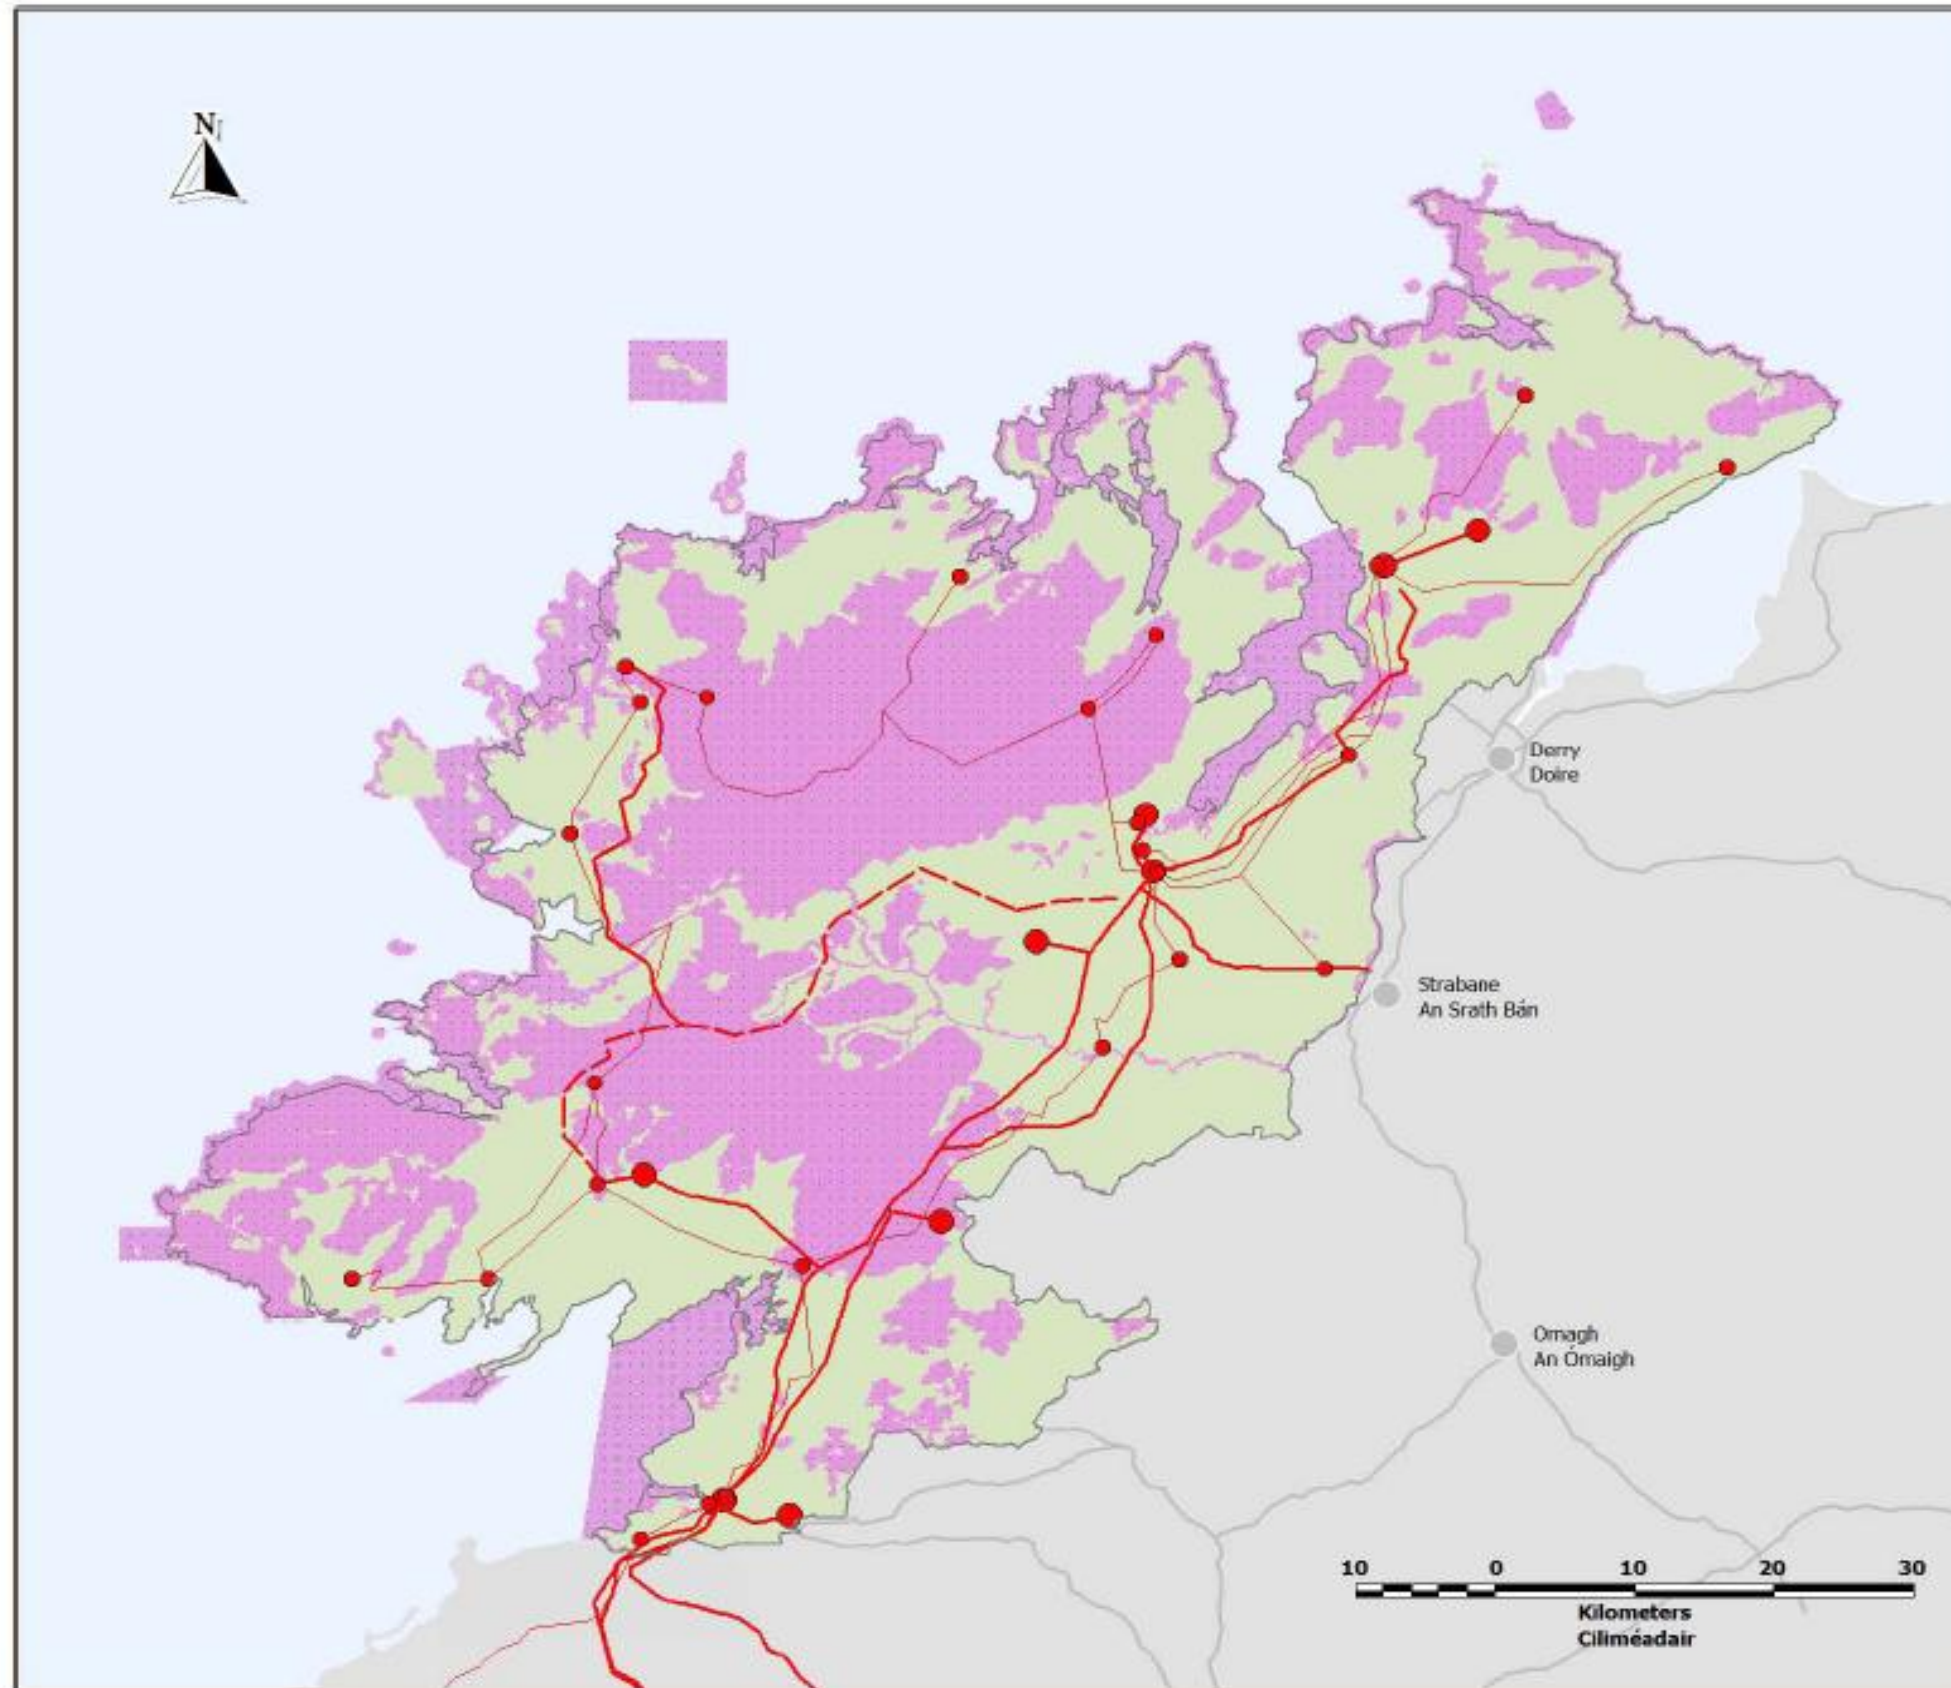 N
Derry
Doire
Strabane
An Srath Bán
Omagh
An Ómaigh
10 0 10 20 30
Kilometers
Ciliméadair